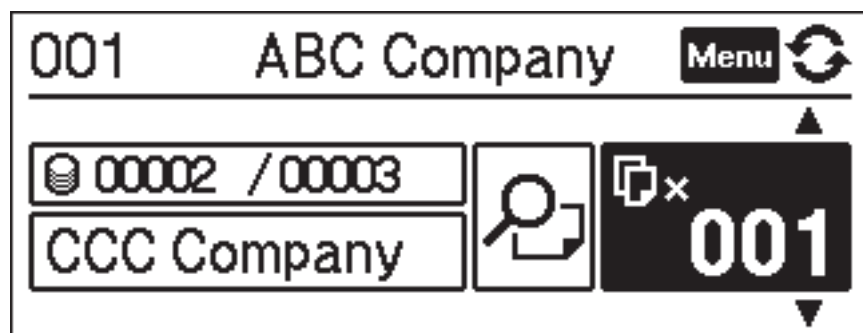 001 ABC Company Menu
00002 / 00003
CCC Company
× 001